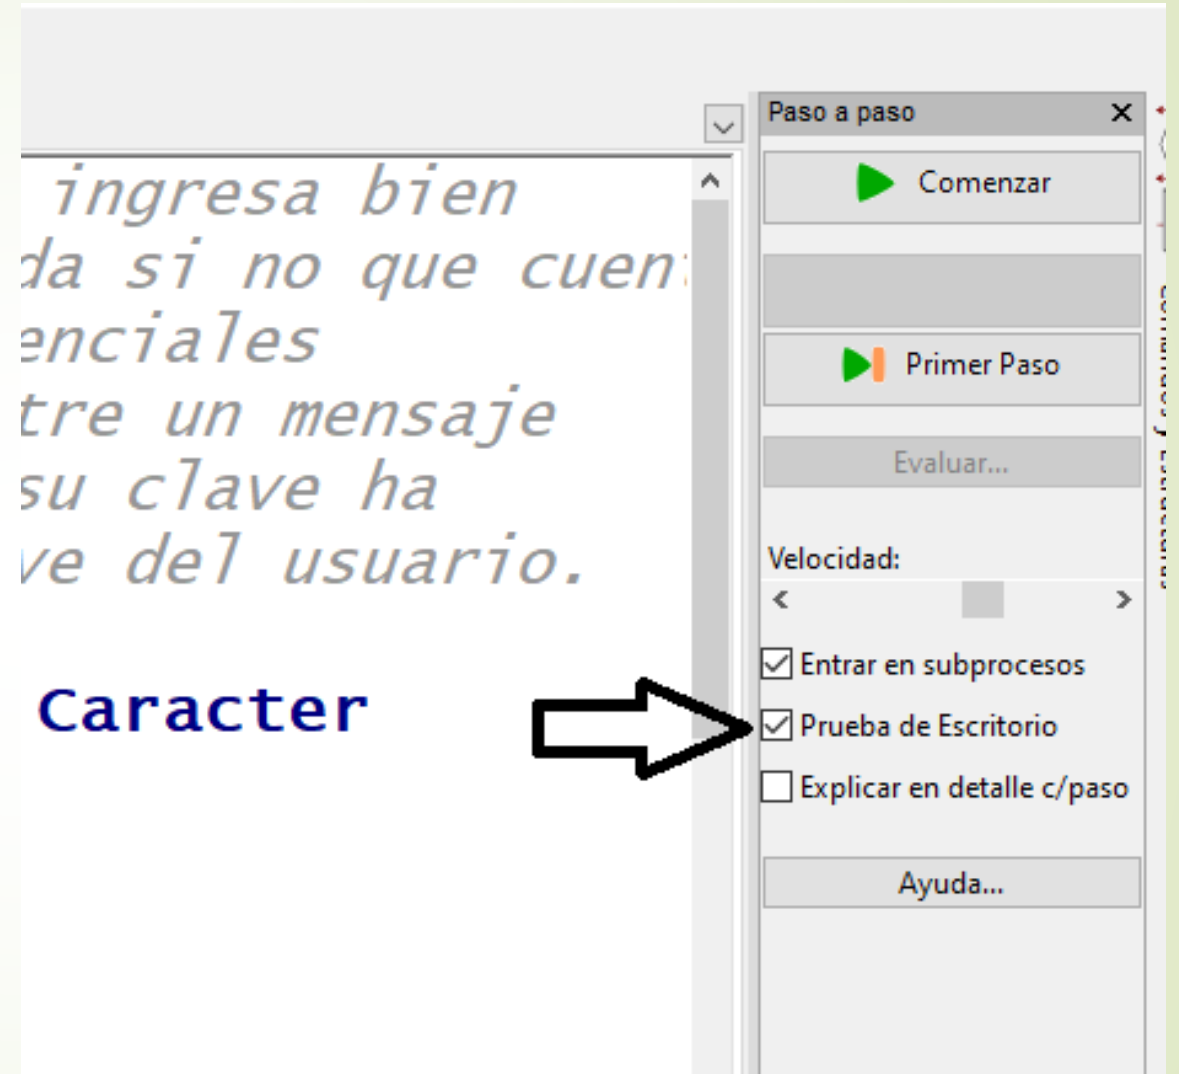 ingresa bien
da si no que cuen
enciales
tre un mensaje
su clave ha
ve del usuario.
Caracter
Paso a paso
Comenzar
Primer Paso
Evaluar...
Velocidad:
Entrar en subprocesos
Prueba de Escritorio
Explicar en detalle c/paso
Ayuda...